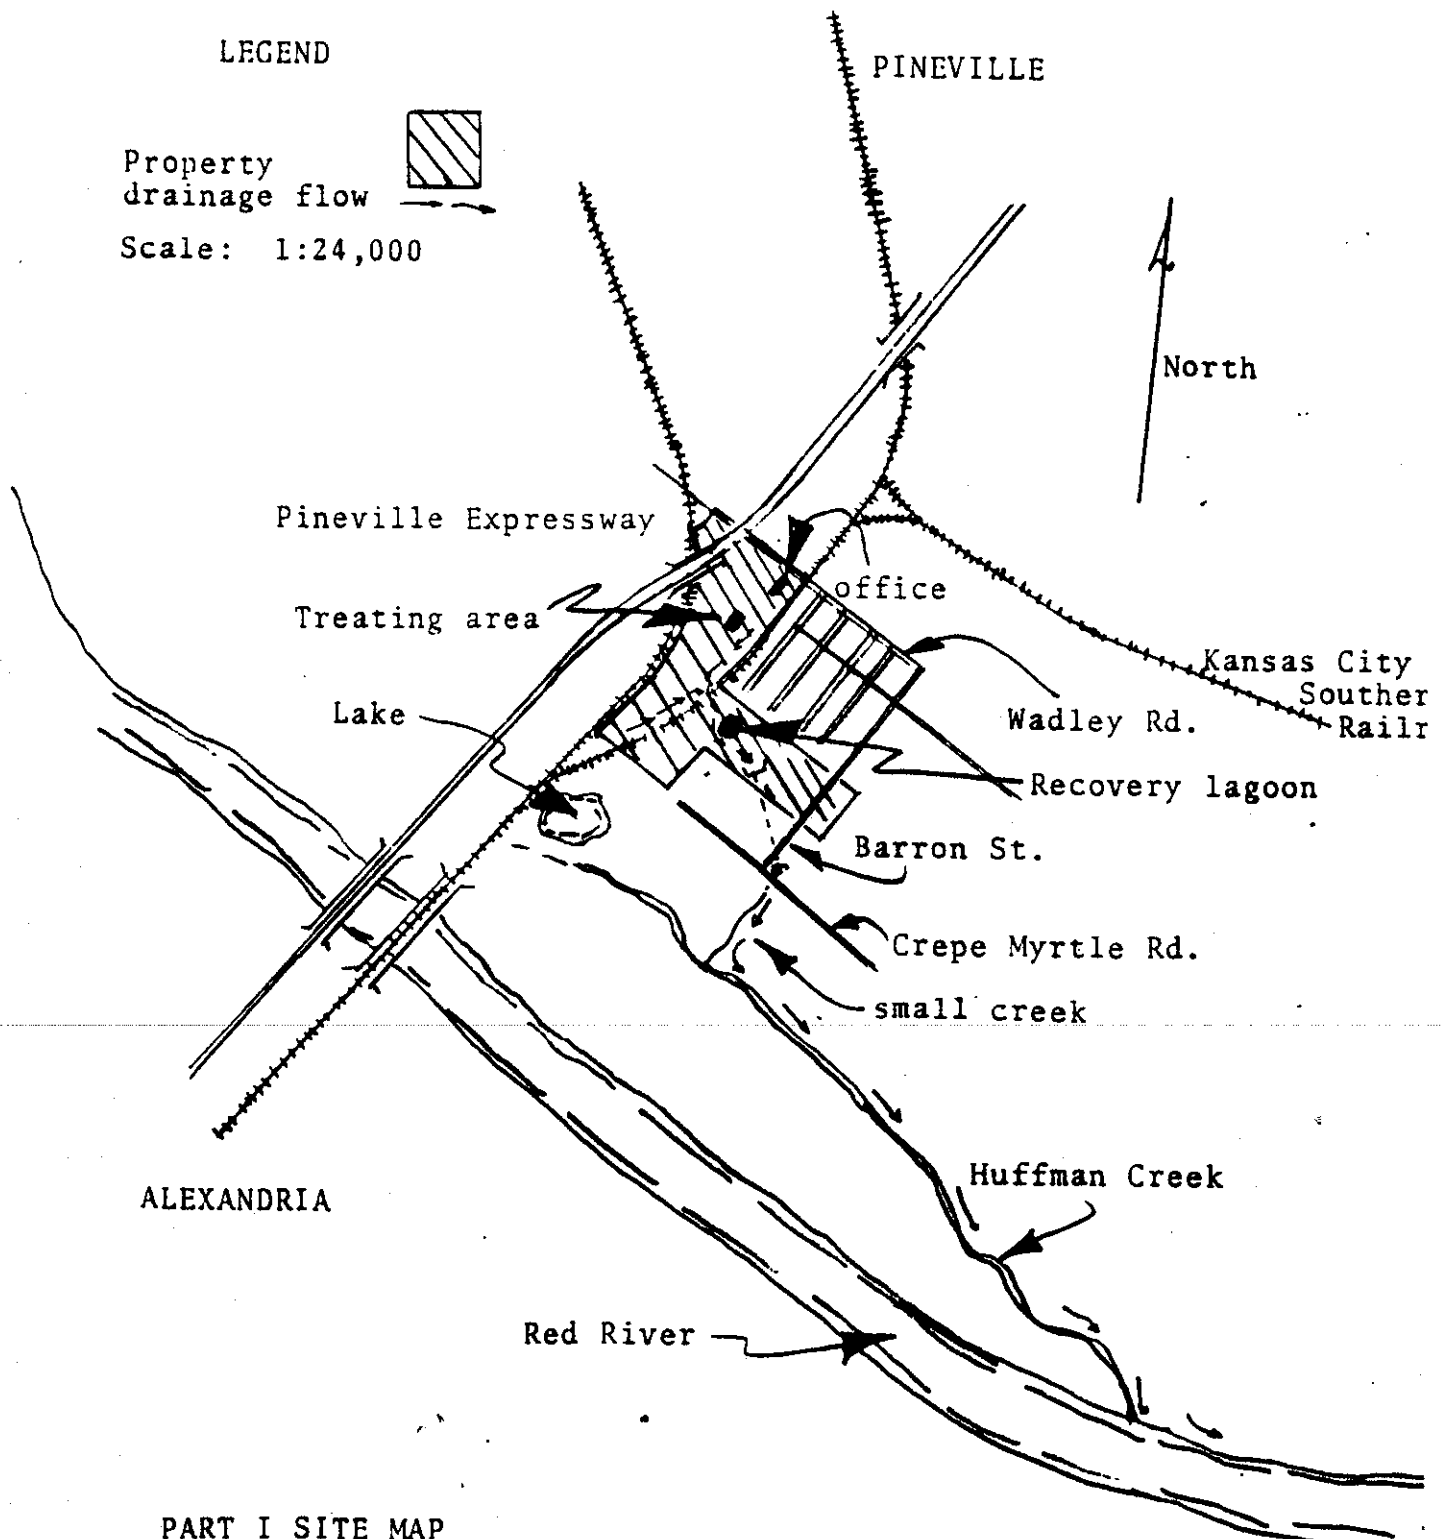 LEGEND
PINEVILLE
Property
drainage flow
Scale: 1:24,000
North
Pineville Expressway
office
Treating area
Kansas City
Souther
Railr
Lake
Wadley Rd.
Recovery lagoon
Barron St.
Crepe Myrtle Rd.
small creek
Huffman Creek
ALEXANDRIA
Red River
PART I SITE MAP